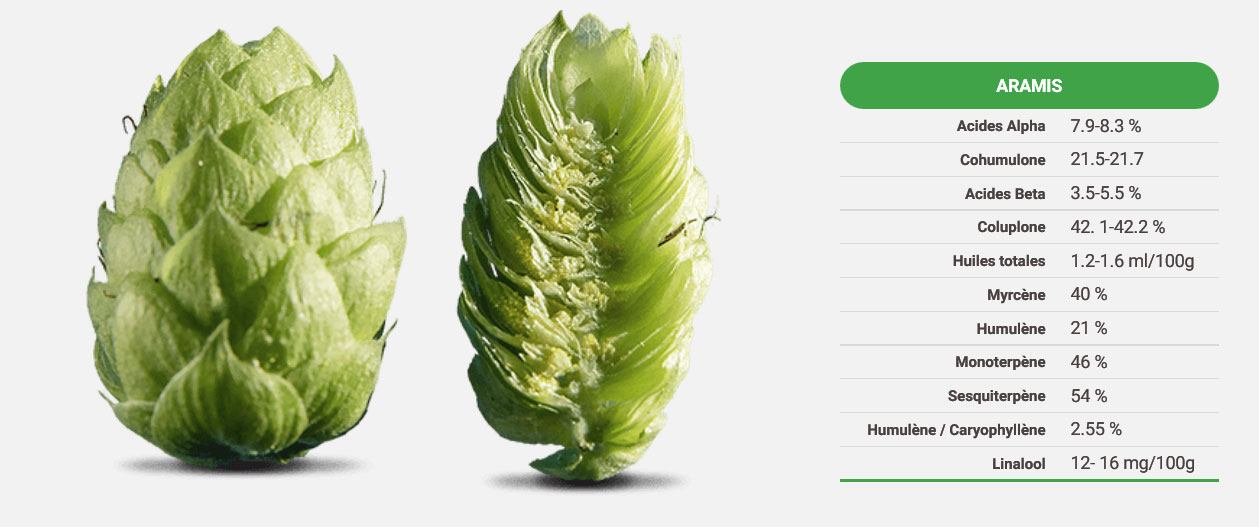 ARAMIS
Acides Alpha 7.9-8.3 %
Cohumulone 21.5-21.7
Acides Beta 3.5-5.5 %
Coluplone 42. 1-42.2 %
Huiles totales 1.2-1.6 ml/100g
Myrcène 40 %
Humulène 21 %
Monoterpène 46 %
Sesquiterpène 54 %
Humulène / Caryophyllène 2.55 %
Linalool 12- 16 mg/100g